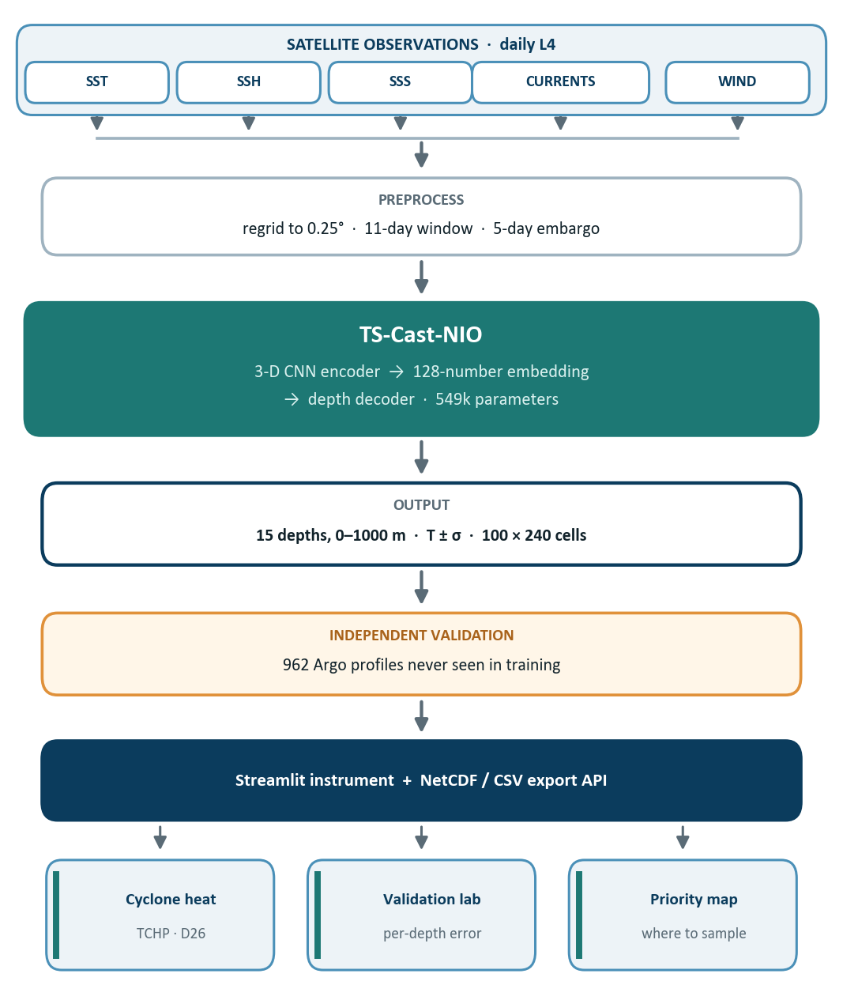 SATELLITE OBSERVATIONS · daily L4
SST
SSH
SSS
CURRENTS
WIND
PREPROCESS
regrid to 0.25° · 11-day window · 5-day embargo
TS-Cast-NIO
3-D CNN encoder → 128-number embedding
→ depth decoder · 549k parameters
OUTPUT
15 depths, 0–1000 m · T ± σ · 100 × 240 cells
INDEPENDENT VALIDATION
962 Argo profiles never seen in training
Streamlit instrument + NetCDF / CSV export API
Cyclone heat
TCHP · D26
Validation lab
per-depth error
Priority map
where to sample